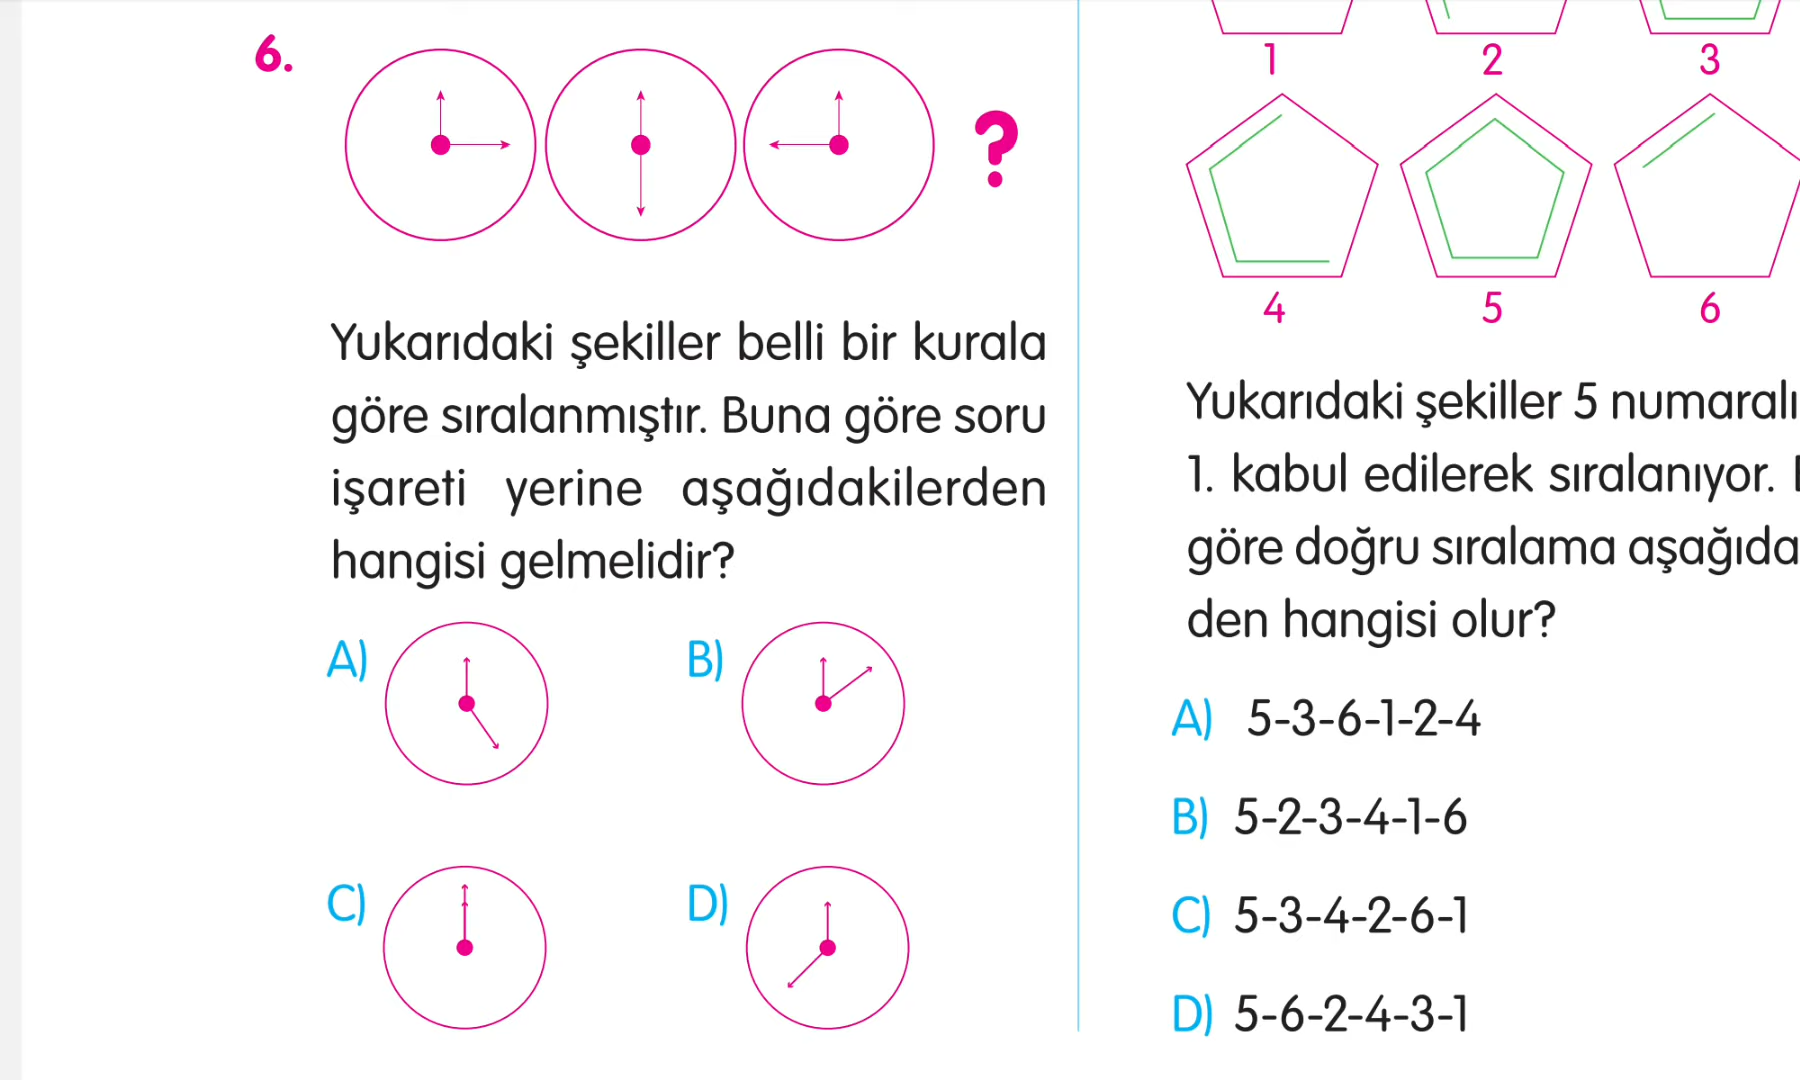 6.
?
Yukarıdaki şekiller belli bir kurala
göre sıralanmıştır. Buna göre soru
işareti yerine aşağıdakilerden
hangisi gelmelidir?
A)
B)
C)
D)
1 2 3
4 5 6
Yukarıdaki şekiller 5 numaralı
1. kabul edilerek sıralanıyor.
göre doğru sıralama aşağıda
den hangisi olur?
A) 5-3-6-1-2-4
B) 5-2-3-4-1-6
C) 5-3-4-2-6-1
D) 5-6-2-4-3-1